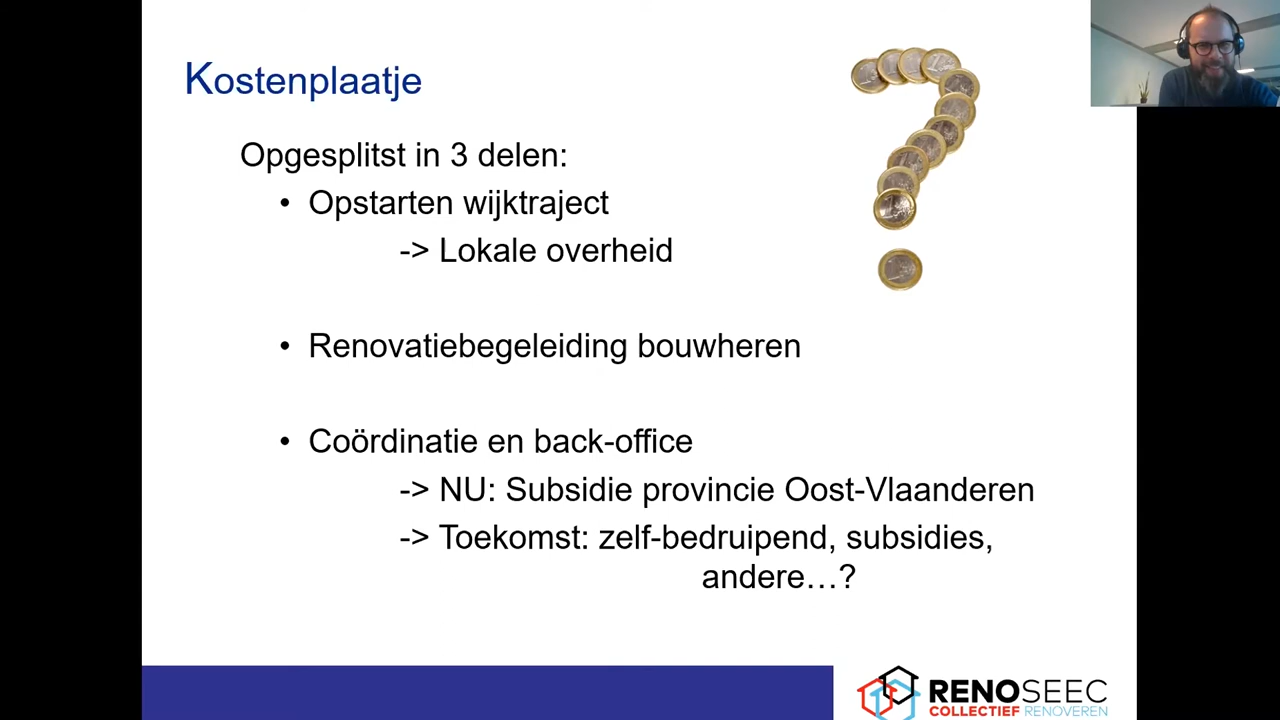 Kostenplaatje
Opgesplitst in 3 delen:
• Opstarten wijktraject
-> Lokale overheid
• Renovatiebegeleiding bouwheren
• Coördinatie en back-office
-> NU: Subsidie provincie Oost-Vlaanderen
-> Toekomst: zelf-bedruipend, subsidies,
andere…?
RENOSEEC
COLLECTIEF RENOVEREN